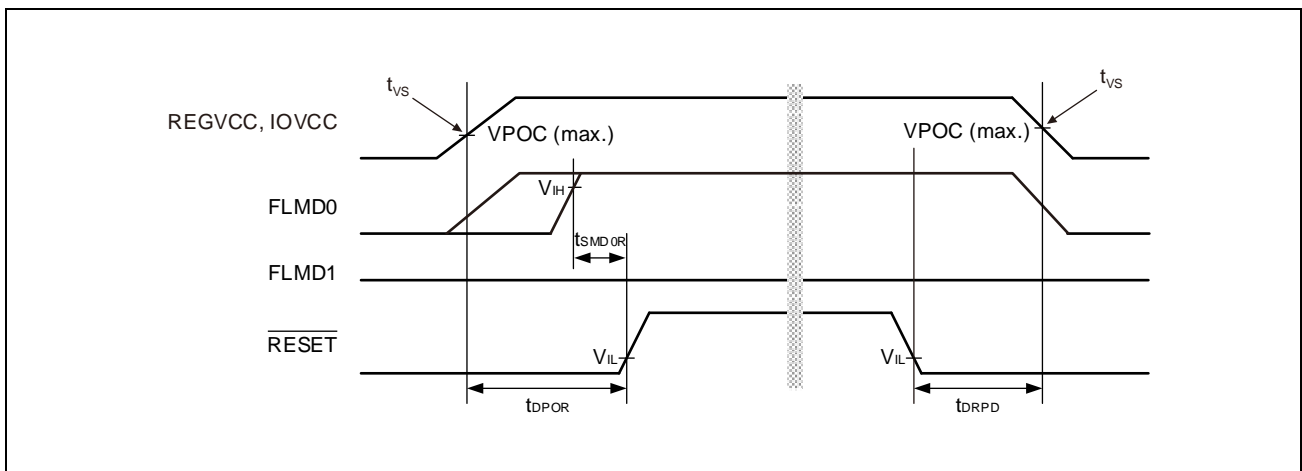 tVS
tVS
REGVCC, IOVCC
VPOC (max.)
VPOC (max.)
VIH
FLMD0
tSMD0R
FLMD1
RESET
VIL
VIL
tDPOR
tDRPD